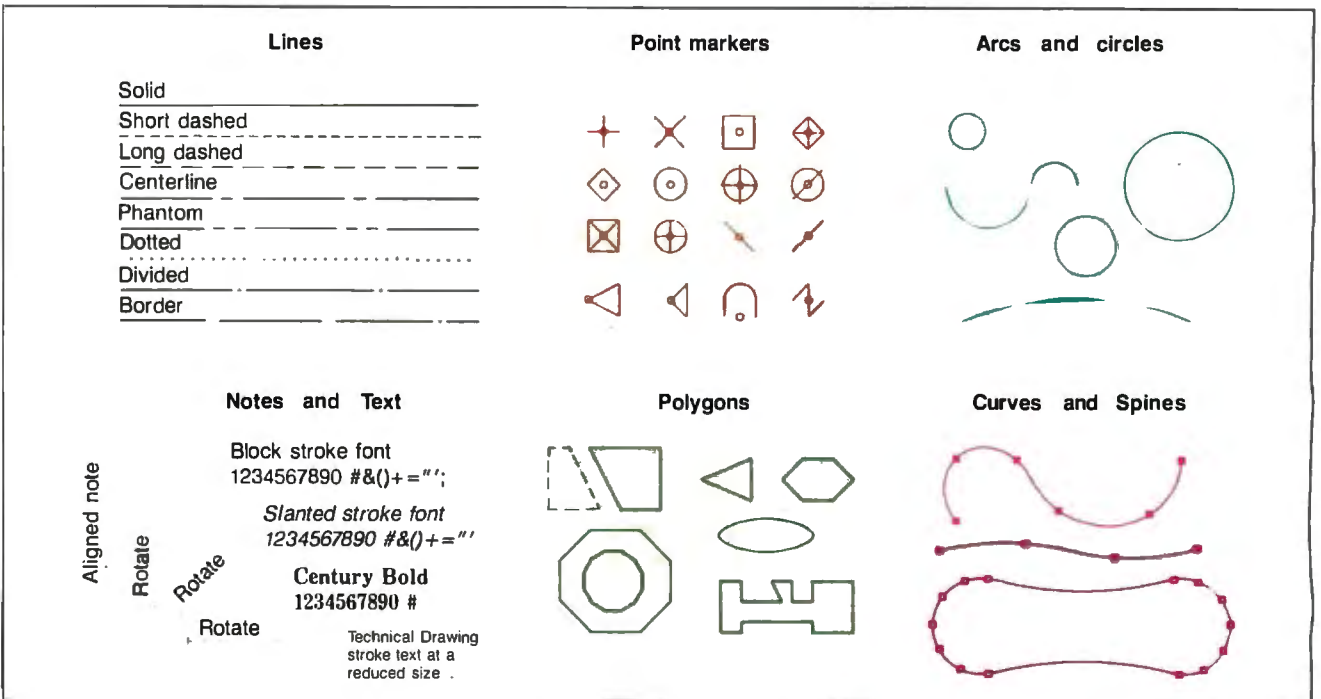 Lines
Point markers
Arcs and circles
Solid
Short dashed
Long dashed
Centerline
Phantom
Dotted
Divided
Border
Notes and Text
Polygons
Curves and Spines
Block stroke font
1234567890 #&()+="';
Slanted stroke font
1234567890 #&()+="'
Century Bold
1234567890 #
Technical Drawing
stroke text at a
reduced size .
Aligned note
Rotate
Rotate
Rotate